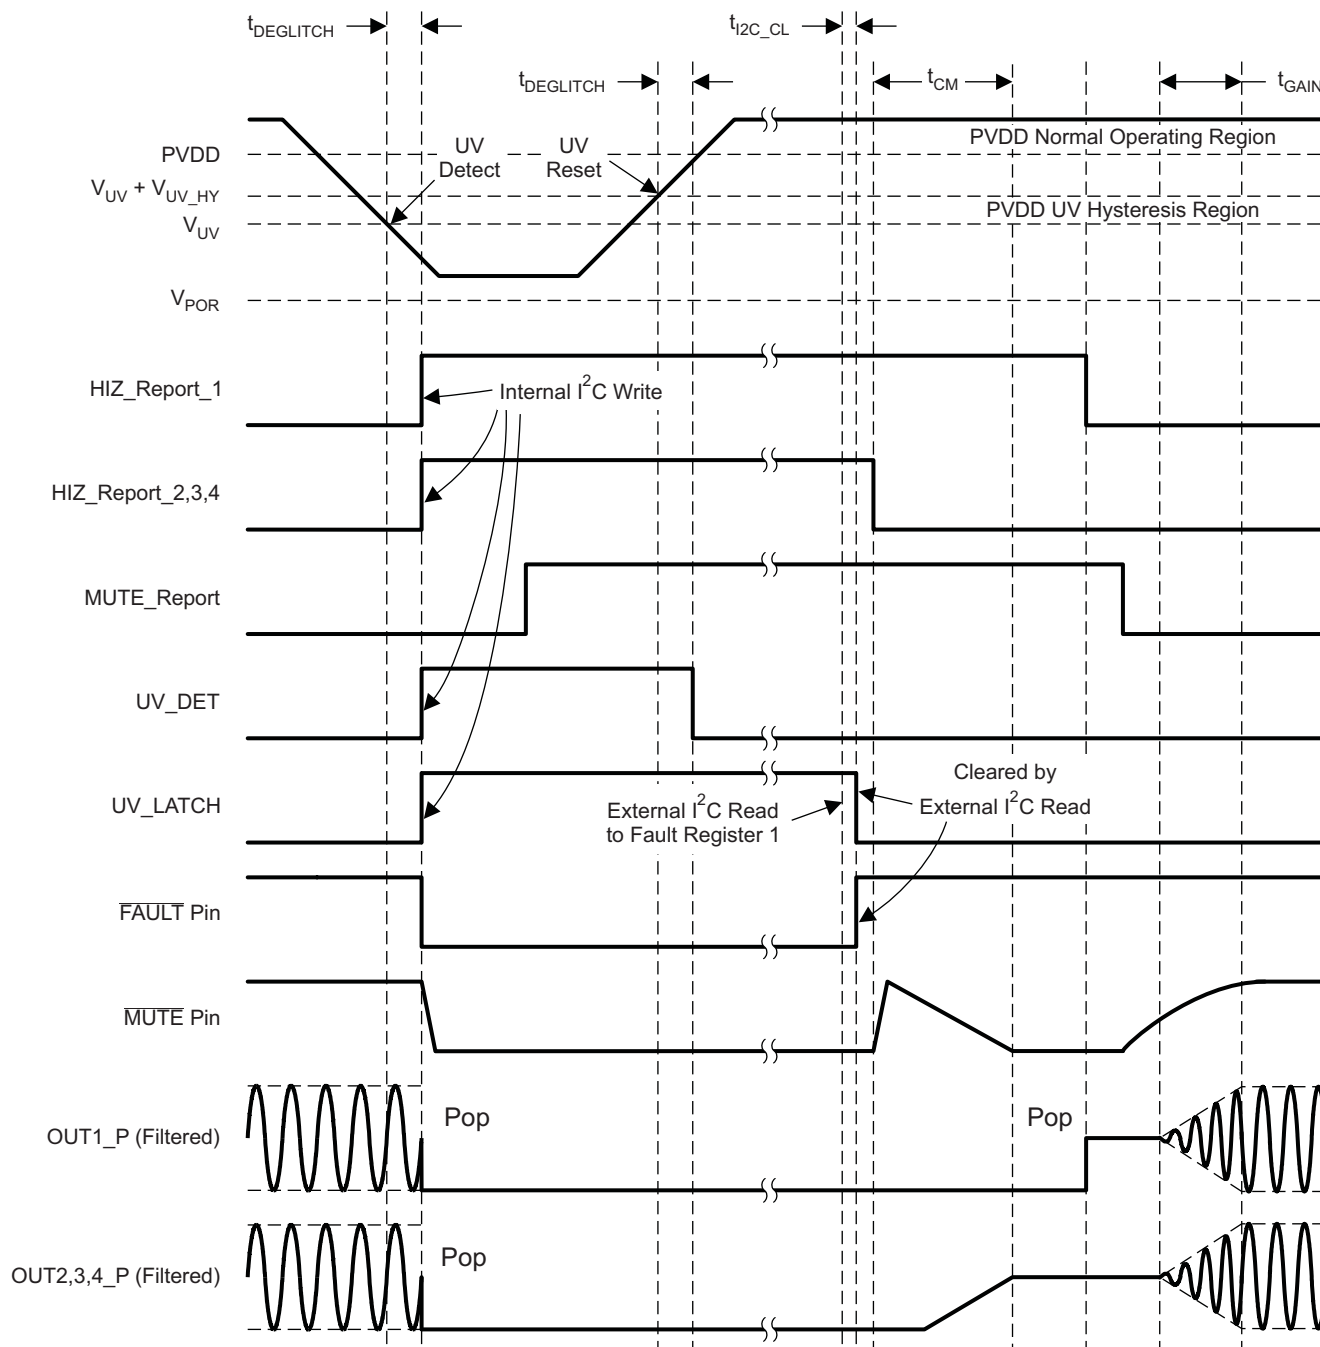 tDEGLITCH
tI2C_CL
tDEGLITCH
tCM
tGAIN
PVDD Normal Operating Region
UV Detect
UV Reset
PVDD
VUV + VUV_HY
PVDD UV Hysteresis Region
VUV
VPOR
HIZ_Report_1
Internal I2C Write
HIZ_Report_2,3,4
MUTE_Report
UV_DET
UV_LATCH
External I2C Read
to Fault Register 1
Cleared by
External I2C Read
FAULT Pin
MUTE Pin
OUT1_P (Filtered)
Pop
Pop
OUT2,3,4_P (Filtered)
Pop